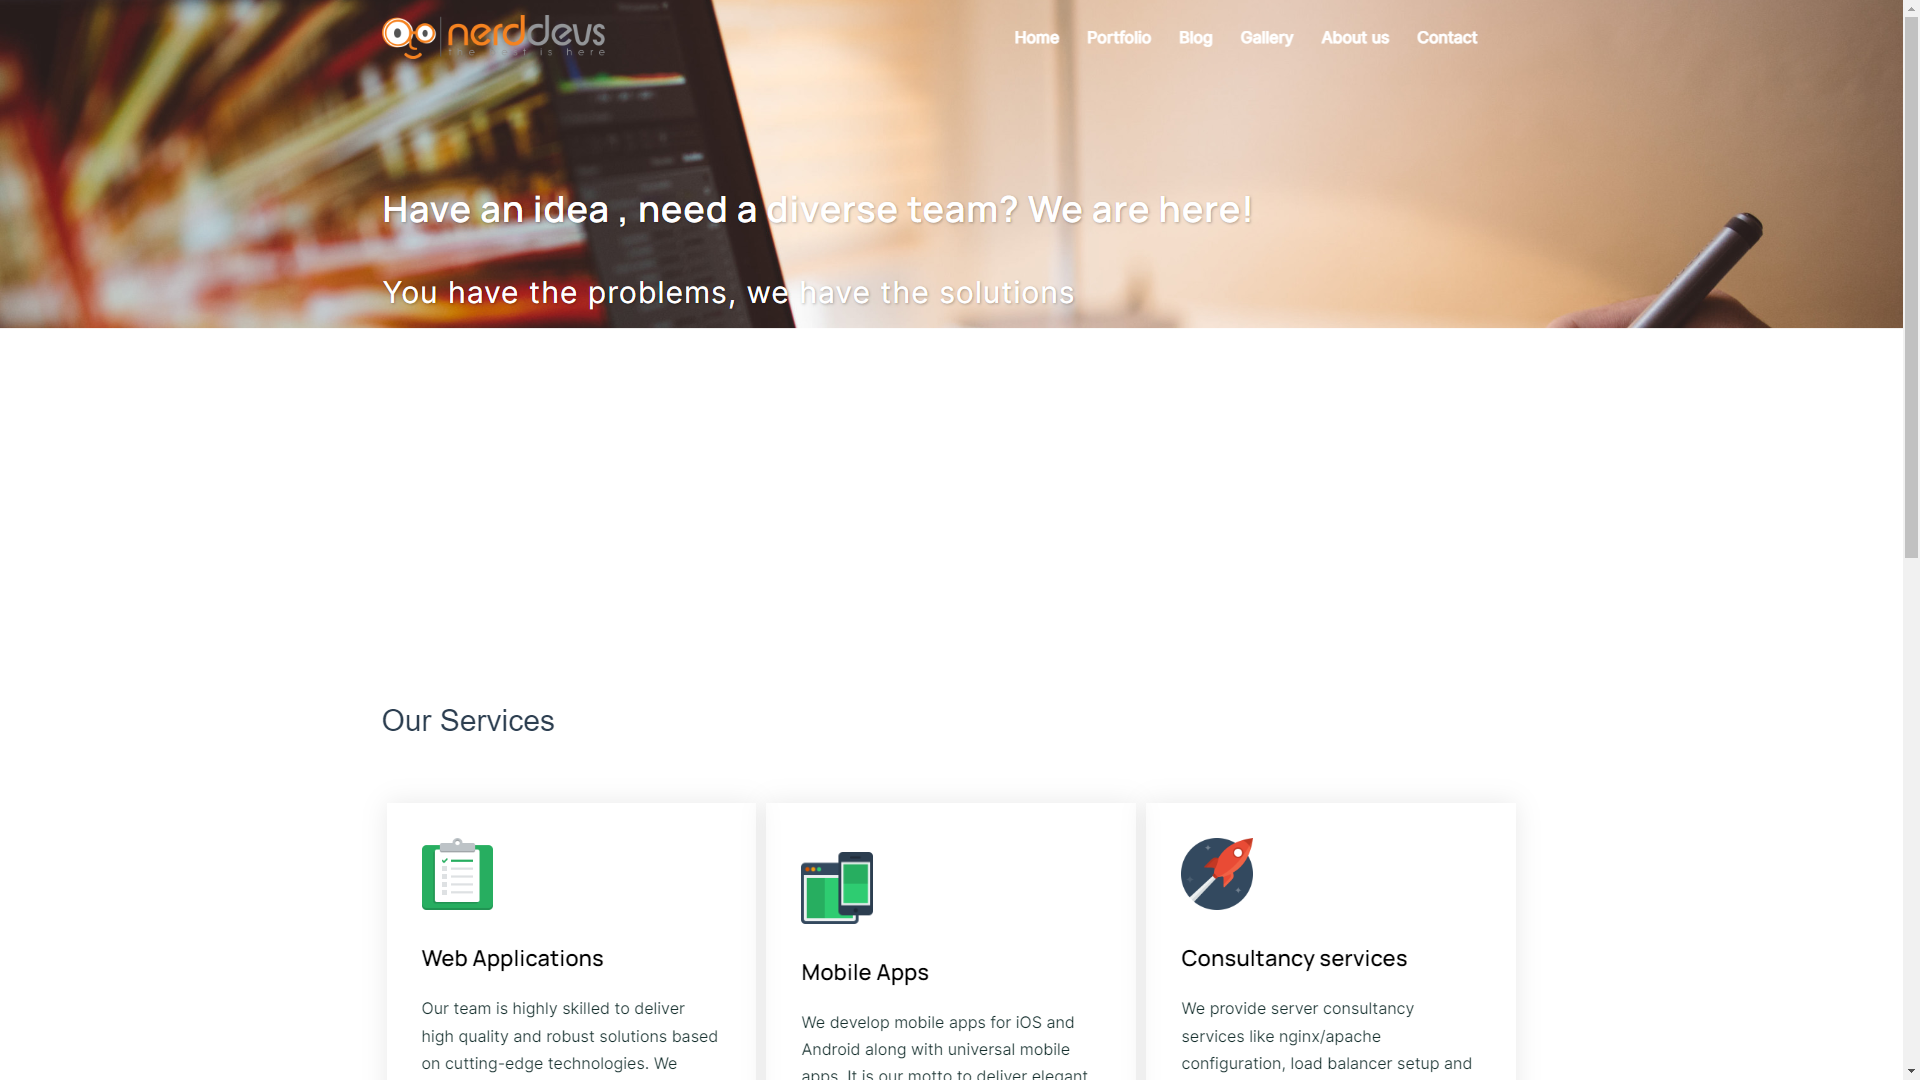 nerddevs
Home
Portfolio
Blog
Gallery
About us
Contact
Have an idea , need a diverse team? We are here!
You have the problems, we have the solutions
Our Services
Web Applications
Our team is highly skilled to deliver
high quality and robust solutions based
on cutting-edge technologies. We
Mobile Apps
We develop mobile apps for iOS and
Android along with universal mobile
apps. It is our motto to deliver elegant
Consultancy services
We provide server consultancy
services like nginx/apache
configuration, load balancer setup and